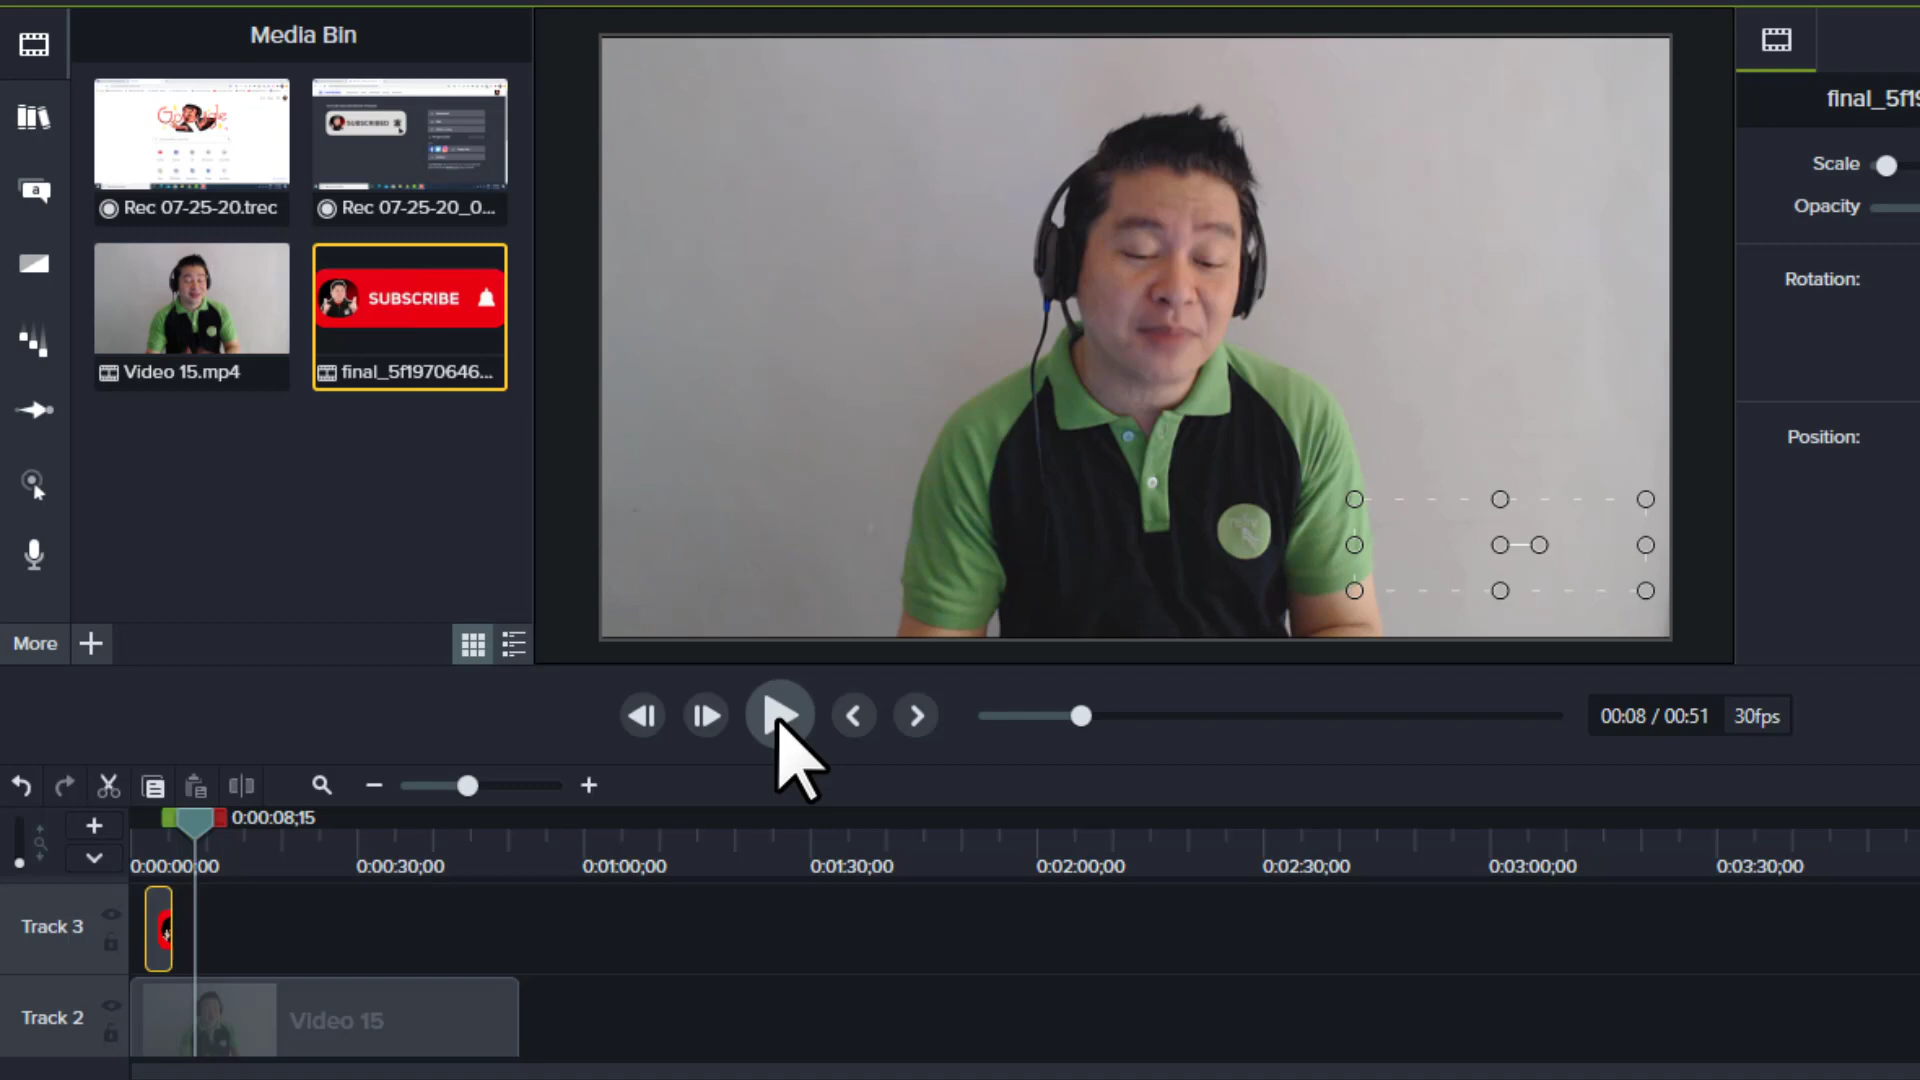 Media Bin
final_5f19
SUBSCRIBED
Rec 07-25-20.trec
Rec 07-25-20_0...
Scale
Opacity
SUBSCRIBE
Rotation:
Video 15.mp4
final_5f1970646...
Position:
More
00:08 / 00:51
30fps
0:00:08;15
0:00:00;00
0:00:30;00
0:01:00;00
0:01:30;00
0:02:00;00
0:02:30;00
0:03:00;00
0:03:30;00
Track 3
Track 2
Video 15